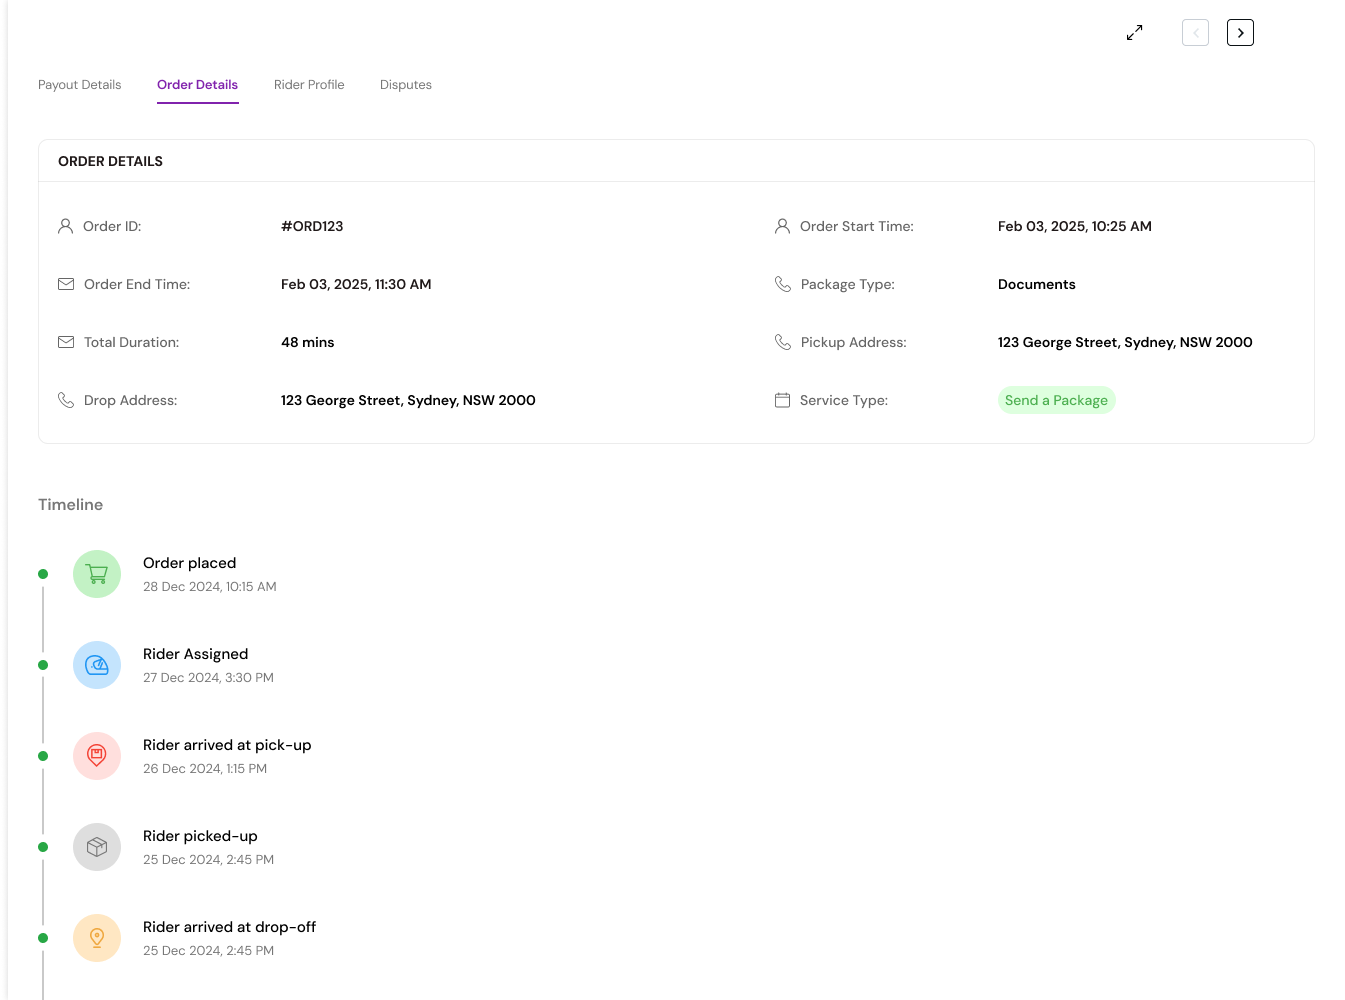 Payout Details
Order Details
Rider Profile
Disputes
ORDER DETAILS
Order ID: #ORD123
Order Start Time: Feb 03, 2025, 10:25 AM
Order End Time: Feb 03, 2025, 11:30 AM
Package Type: Documents
Total Duration: 48 mins
Pickup Address: 123 George Street, Sydney, NSW 2000
Drop Address: 123 George Street, Sydney, NSW 2000
Service Type: Send a Package
Timeline
Order placed
28 Dec 2024, 10:15 AM
Rider Assigned
27 Dec 2024, 3:30 PM
Rider arrived at pick-up
26 Dec 2024, 1:15 PM
Rider picked-up
25 Dec 2024, 2:45 PM
Rider arrived at drop-off
25 Dec 2024, 2:45 PM